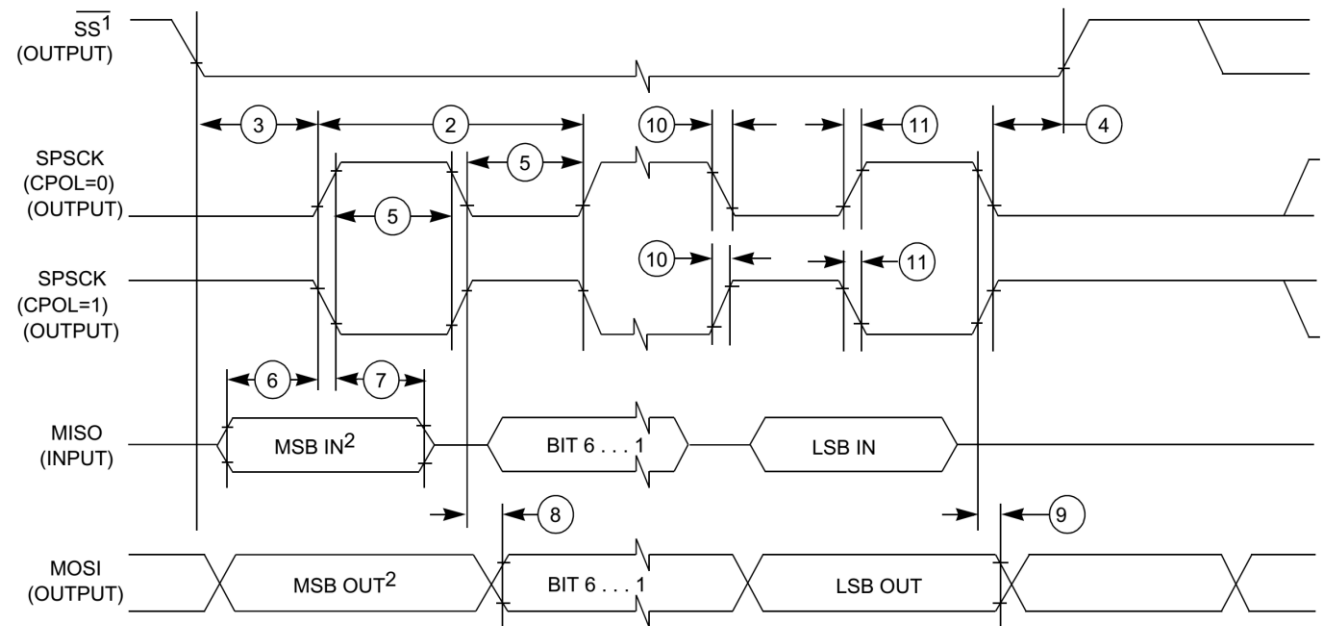 SS1
(OUTPUT)
3
2
10
11
4
SPSCK
(CPOL=0)
(OUTPUT)
5
5
SPSCK
(CPOL=1)
(OUTPUT)
10
11
6
7
MISO
(INPUT)
MSB IN2
BIT 6 . . . 1
LSB IN
8
9
MOSI
(OUTPUT)
MSB OUT2
BIT 6 . . . 1
LSB OUT